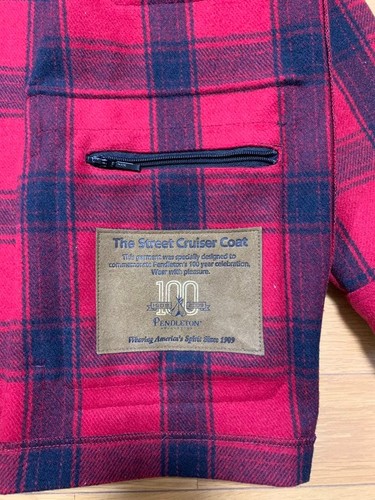 The Street Cruiser Coat
This garment was specially designed to
commemorate Pendleton's 100 year celebration.
Wear with pleasure.
100
PENDLETON®
Weaving America's Spirit Since 1909